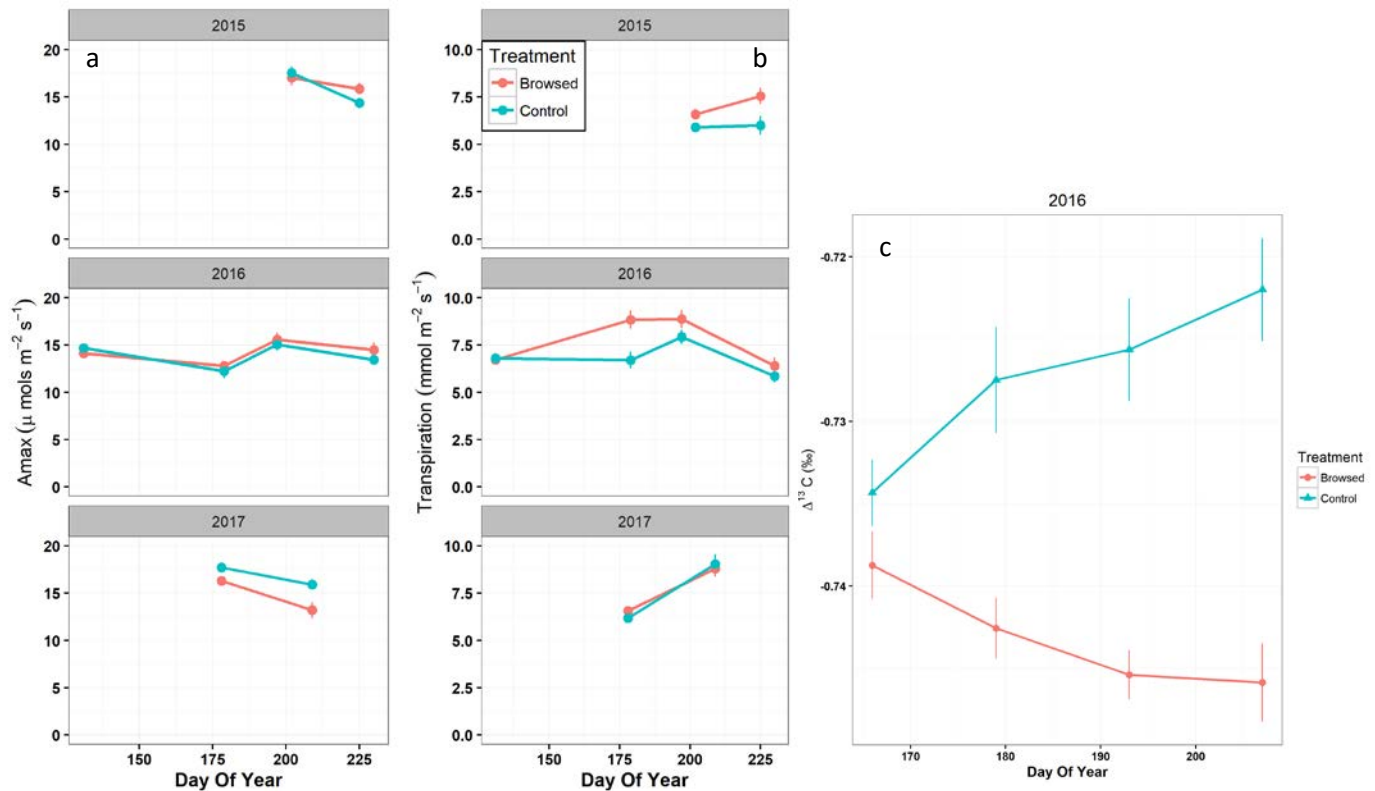 a
2015
20
15
10
5
0
2016
20
15
10
5
0
2017
20
15
10
5
0
150 175 200 225
Day Of Year
Amax (μ mols m⁻² s⁻¹)
b
2015
Treatment
Browsed
Control
10.0
7.5
5.0
2.5
0.0
2016
10.0
7.5
5.0
2.5
0.0
2017
10.0
7.5
5.0
2.5
0.0
150 175 200 225
Day Of Year
Transpiration (mmol m⁻² s⁻¹)
2016
c
-0.72
-0.73
-0.74
Δ¹³ C (‰)
170 180 190 200
Day Of Year
Treatment
Browsed
Control